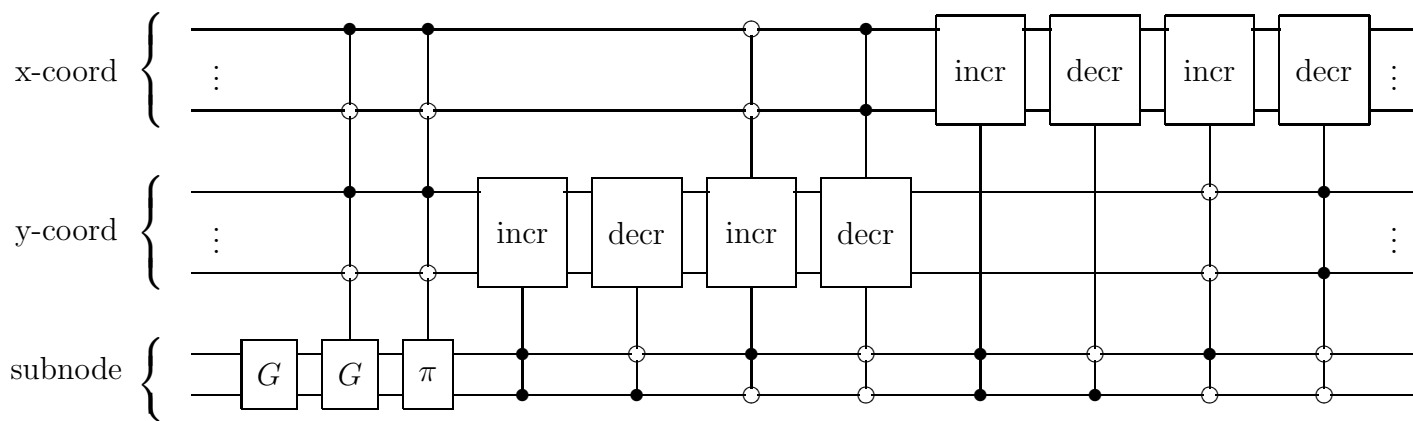 x-coord ⋮ incr decr incr decr ⋮
y-coord ⋮ incr decr incr decr ⋮
subnode G G π